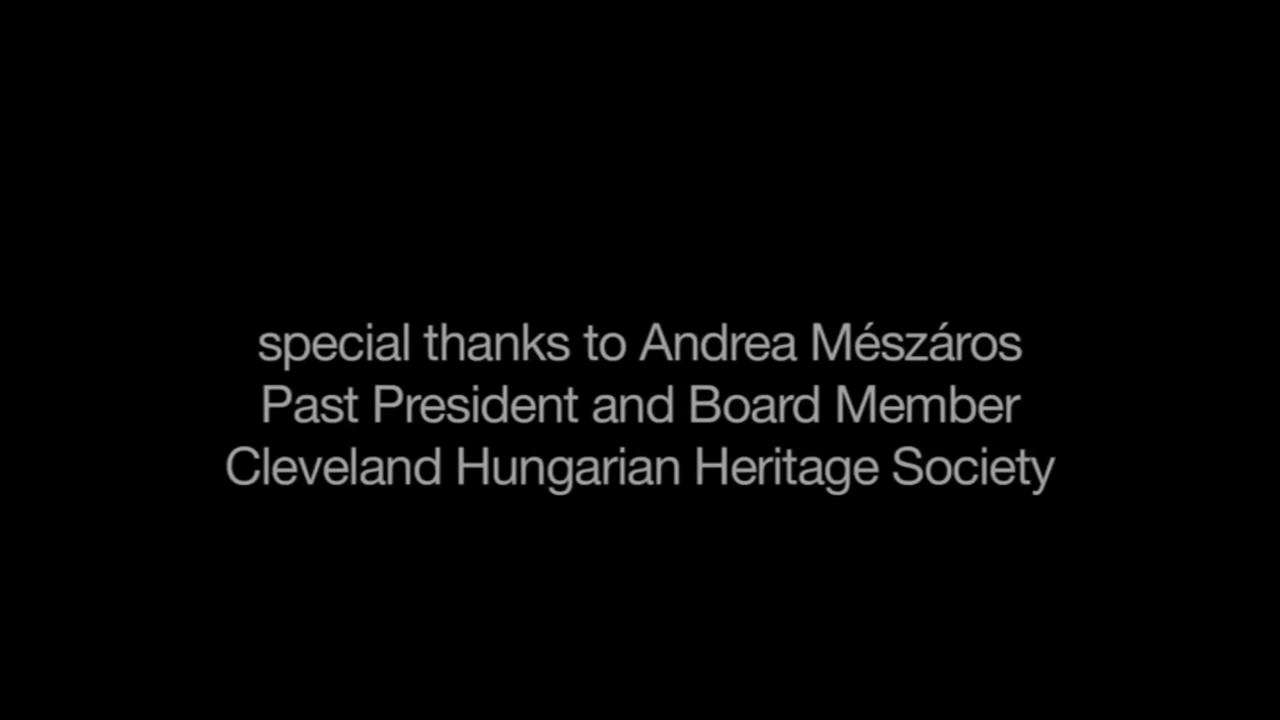 special thanks to Andrea Mészáros
Past President and Board Member
Cleveland Hungarian Heritage Society